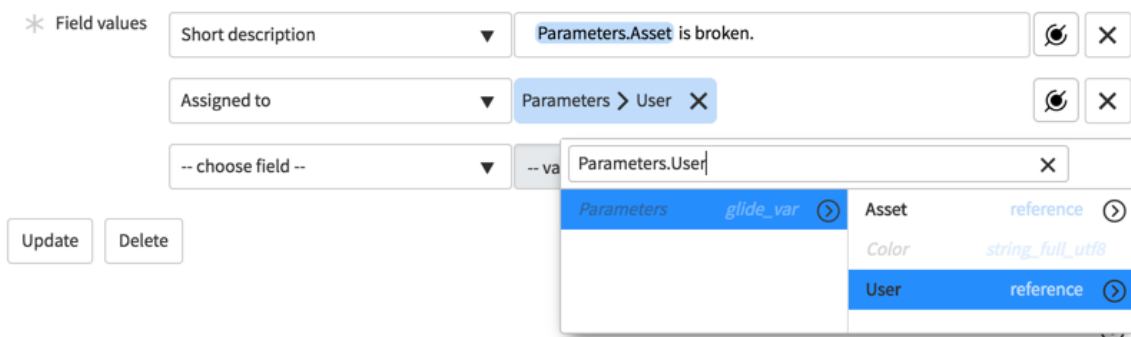 Field values
Short description
Parameters.Asset is broken.
Assigned to
Parameters > User
-- choose field --
-- va
Parameters.User
Parameters glide_var
Asset reference
Color string_full_utf8
User reference
Update
Delete